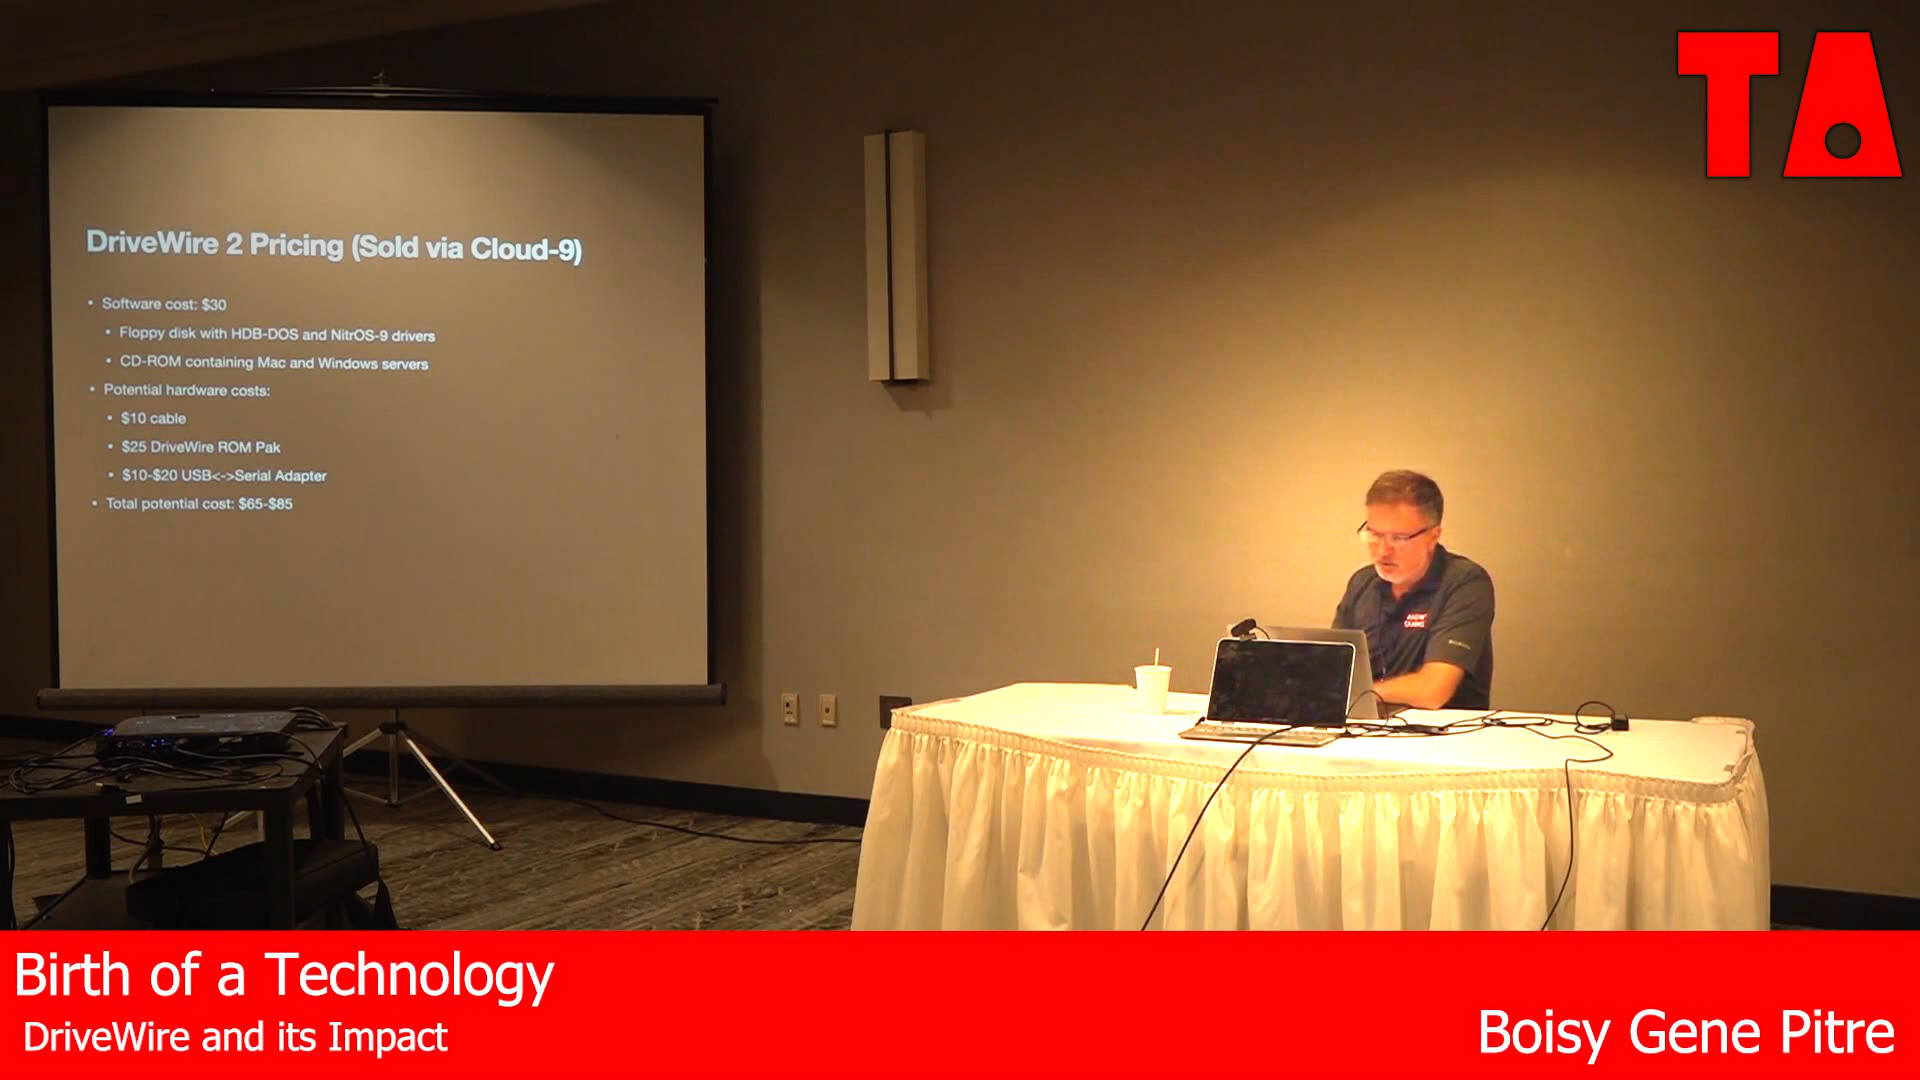 TA
DriveWire 2 Pricing (Sold via Cloud-9)
• Software cost: $30
• Floppy disk with HDB-DOS and NitrOS-9 drivers
• CD-ROM containing Mac and Windows servers
• Potential hardware costs:
• $10 cable
• $25 DriveWire ROM Pak
• $10-$20 USB<->Serial Adapter
• Total potential cost: $65-$85
Birth of a Technology
DriveWire and its Impact
Boisy Gene Pitre